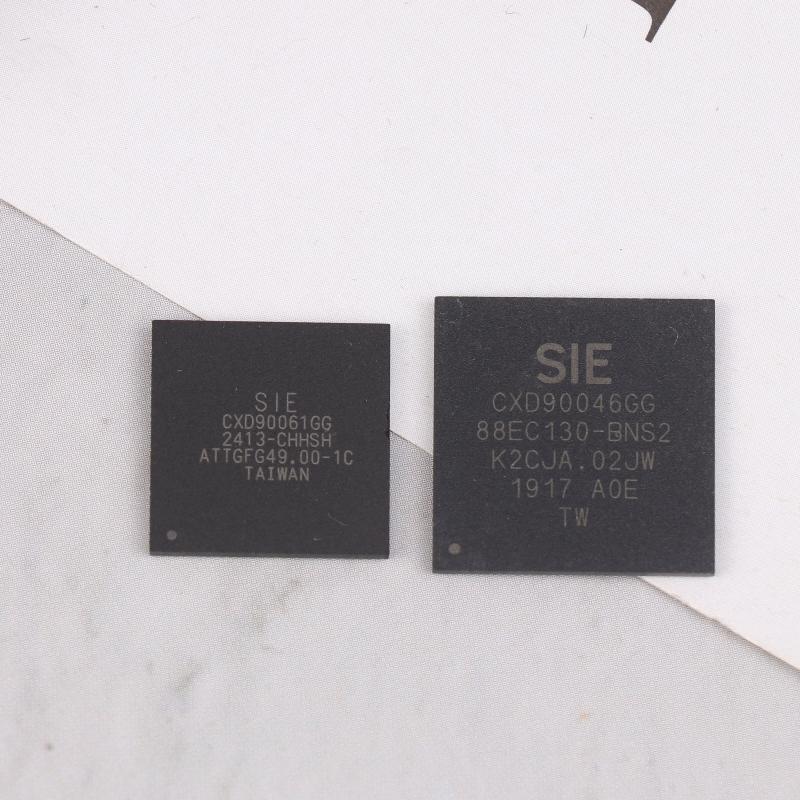 SIE
CXD90061GG
2413-CHHSH
ATTGFG49.00-1C
TAIWAN
SIE
CXD90046GG
88EC130-BNS2
K2CJA.02JW
1917 A0E
TW